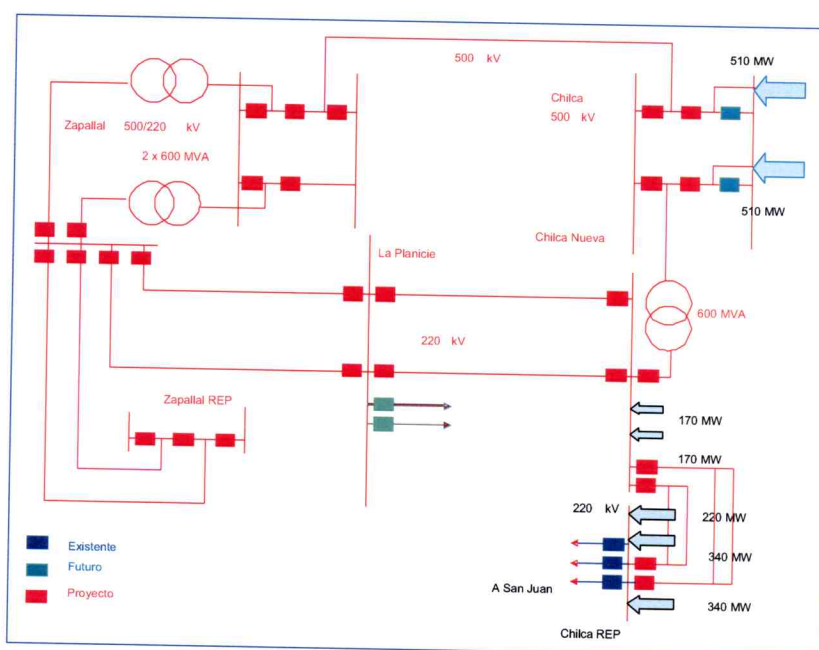 500 kV
510 MW
Chilca
500 kV
Zapallal 500/220 kV
2 x 600 MVA
510 MW
Chilca Nueva
La Planicie
600 MVA
220 kV
Zapallal REP
170 MW
170 MW
220 kV
220 MW
Existente
340 MW
Futuro
A San Juan
Proyecto
340 MW
Chilca REP